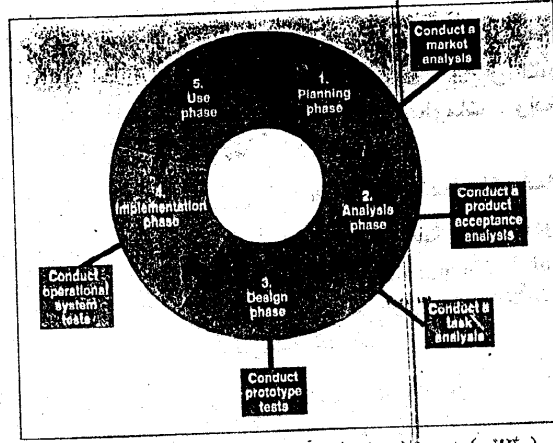 1.
Planning
phase
2.
Analysis
phase
3.
Design
phase
4.
Implementation
phase
5.
Use
phase
Conduct a
market
analysis
Conduct a
product
acceptance
analysis
Conduct a
task
analysis
Conduct
prototype
tests
Conduct
operational
system
tests